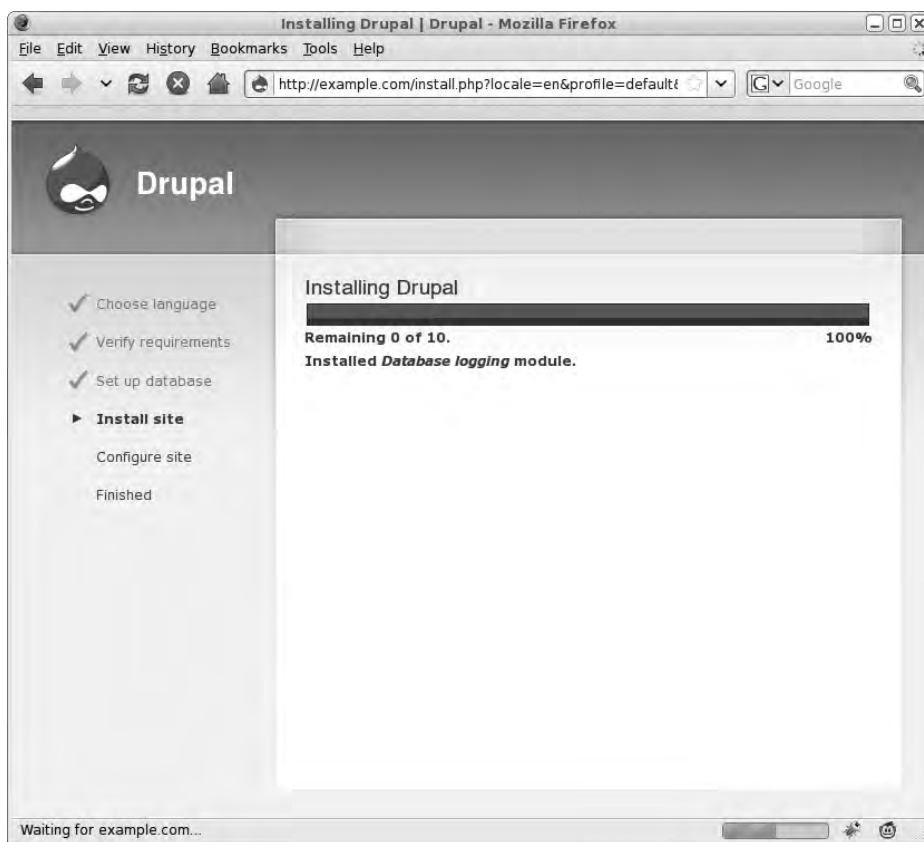 Installing Drupal | Drupal - Mozilla Firefox
File Edit View History Bookmarks Tools Help
http://example.com/install.php?locale=en&profile=default& G Google
Drupal
Installing Drupal
Choose language
Remaining 0 of 10. 100%
Verify requirements
Installed Database logging module.
Set up database
Install site
Configure site
Finished
Waiting for example.com...